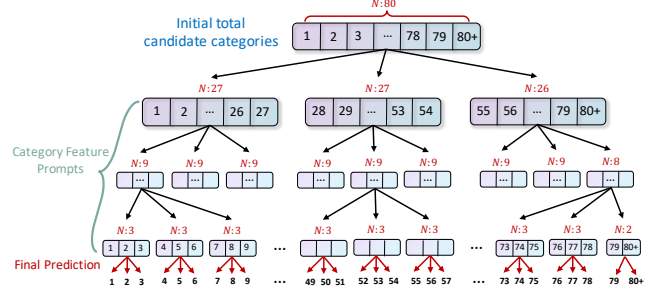 N:80
Initial total
candidate categories
1 2 3 ... 78 79 80+
N:27 N:27 N:26
1 2 ... 26 27 28 29 ... 53 54 55 56 ... 79 80+
Category Feature
Prompts
N:9 N:9 N:9 N:9 N:9 N:9 N:9 N:9 N:8
... ... ... ... ... ... ... ... ...
N:3 N:3 N:3 N:3 N:3 N:3 N:3 N:3 N:2
1 2 3 4 5 6 7 8 9 ... ... 73 74 75 76 77 78 79 80+
Final Prediction
1 2 3 4 5 6 7 8 9 ... 49 50 51 52 53 54 55 56 57 ... 73 74 75 76 77 78 79 80+